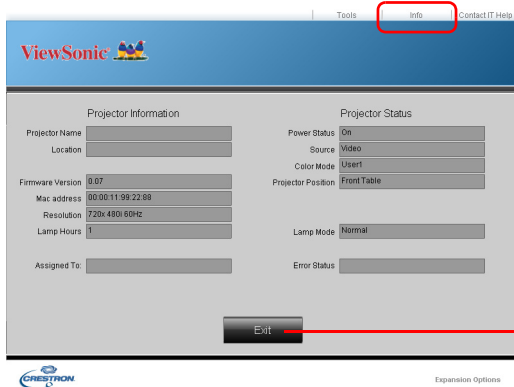 Tools Info Contact IT Help
ViewSonic
Projector Information
Projector Name
Location
Firmware Version 0.07
Mac address 00:00:11:99:22:88
Resolution 720x 480i 60Hz
Lamp Hours 1
Assigned To:
Projector Status
Power Status On
Source Video
Color Mode User1
Projector Position Front Table
Lamp Mode Normal
Error Status
Exit
CRESTRON
Expansion Options